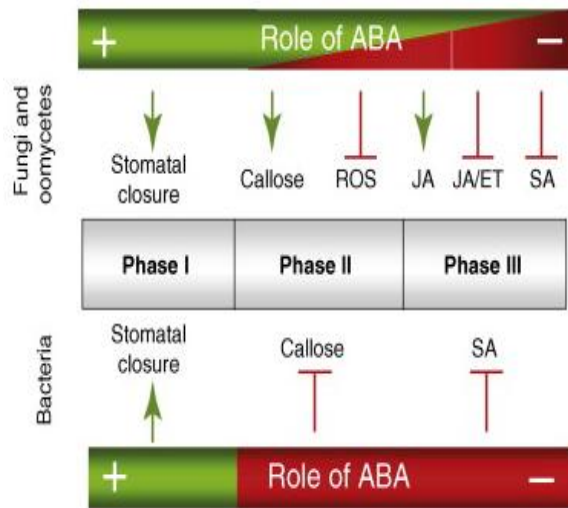 + Role of ABA −
Fungi and
oomycetes
Stomatal
closure
Callose ROS JA JA/ET SA
Phase I Phase II Phase III
Bacteria
Stomatal
closure
Callose SA
+ Role of ABA −